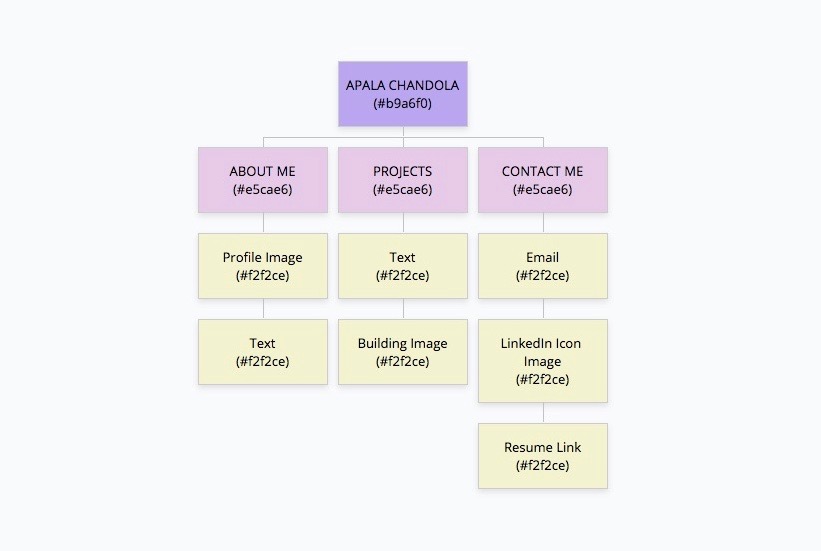 APALA CHANDOLA
(#b9a6f0)
ABOUT ME
(#e5cae6)
PROJECTS
(#e5cae6)
CONTACT ME
(#e5cae6)
Profile Image
(#f2f2ce)
Text
(#f2f2ce)
Email
(#f2f2ce)
Text
(#f2f2ce)
Building Image
(#f2f2ce)
LinkedIn Icon
Image
(#f2f2ce)
Resume Link
(#f2f2ce)